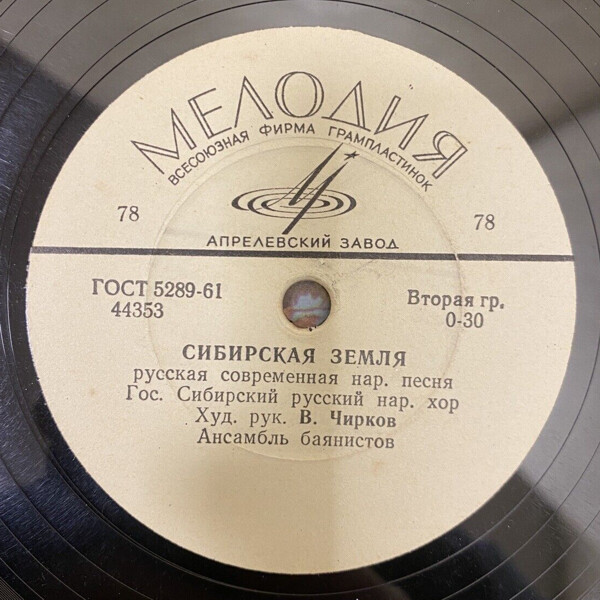 МЕЛОДИЯ
ВСЕСОЮЗНАЯ ФИРМА ГРАМПЛАСТИНОК
78
78
АПРЕЛЕВСКИЙ ЗАВОД
ГОСТ 5289-61
44353
Вторая гр.
0-30
СИБИРСКАЯ ЗЕМЛЯ
русская современная нар. песня
Гос. Сибирский русский нар. хор
Худ. рук. В. Чирков
Ансамбль баянистов